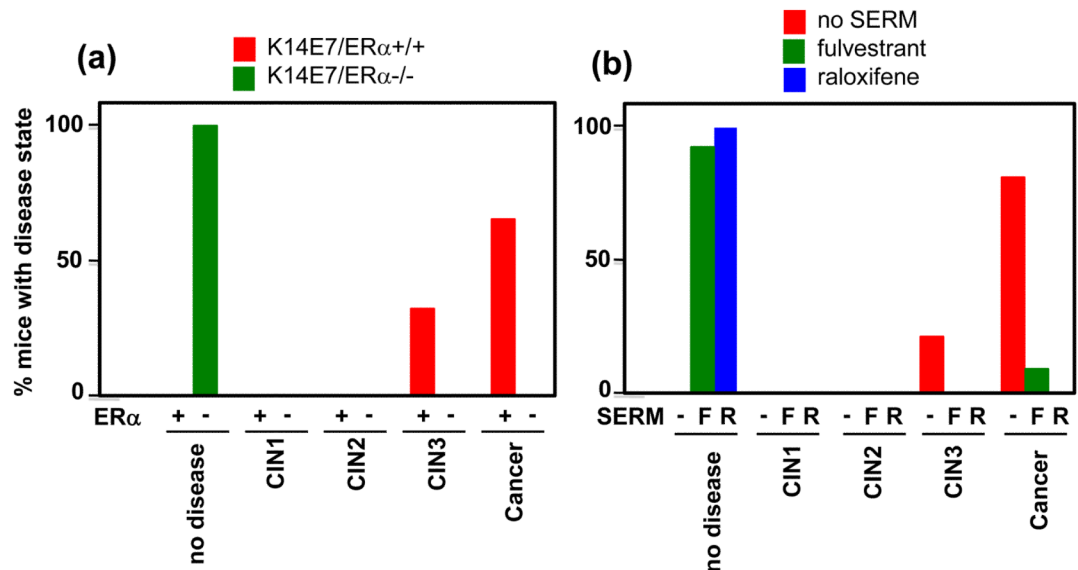 (a)
K14E7/ERα+/+
K14E7/ERα-/-
% mice with disease state
100
50
0
ERα + - + - + - + - + -
no disease
CIN1
CIN2
CIN3
Cancer
(b)
no SERM
fulvestrant
raloxifene
100
50
0
SERM - F R - F R - F R - F R - F R
no disease
CIN1
CIN2
CIN3
Cancer